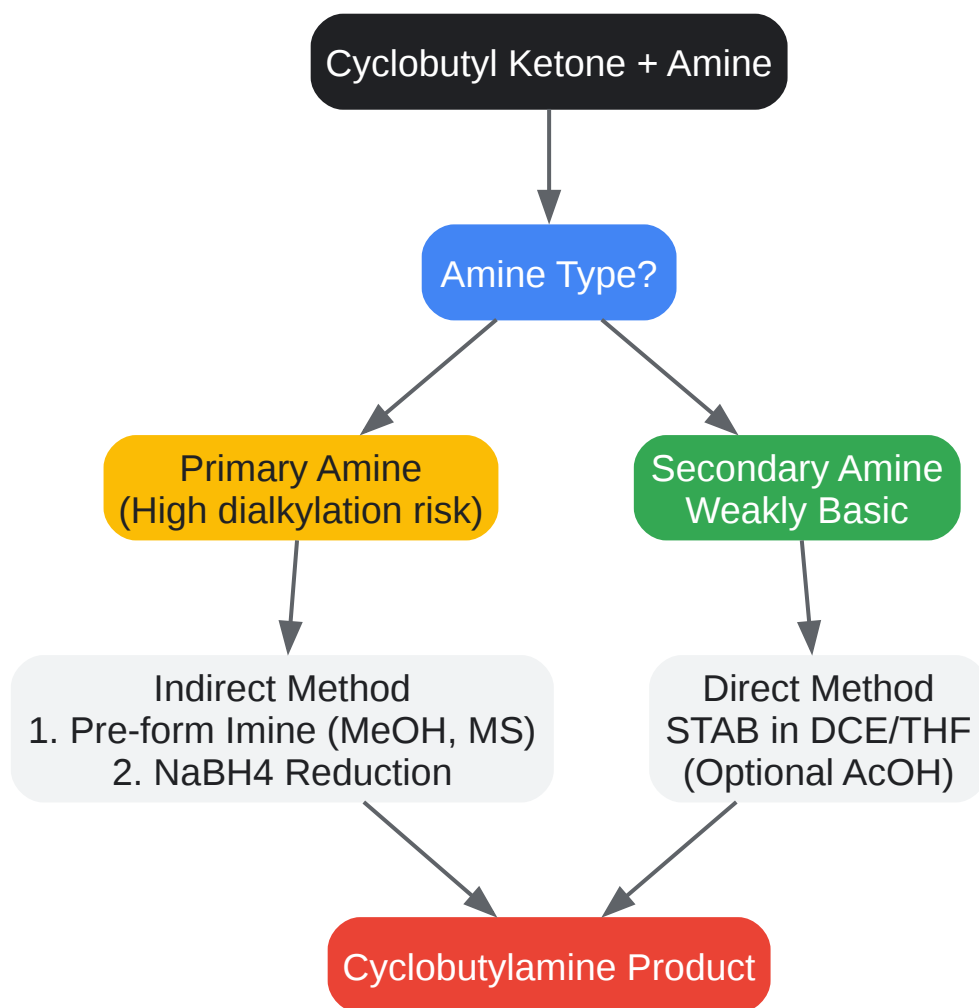 Cyclobutyl Ketone + Amine
Amine Type?
Primary Amine
(High dialkylation risk)
Secondary Amine
Weakly Basic
Indirect Method
1. Pre-form Imine (MeOH, MS)
2. NaBH4 Reduction
Direct Method
STAB in DCE/THF
(Optional AcOH)
Cyclobutylamine Product